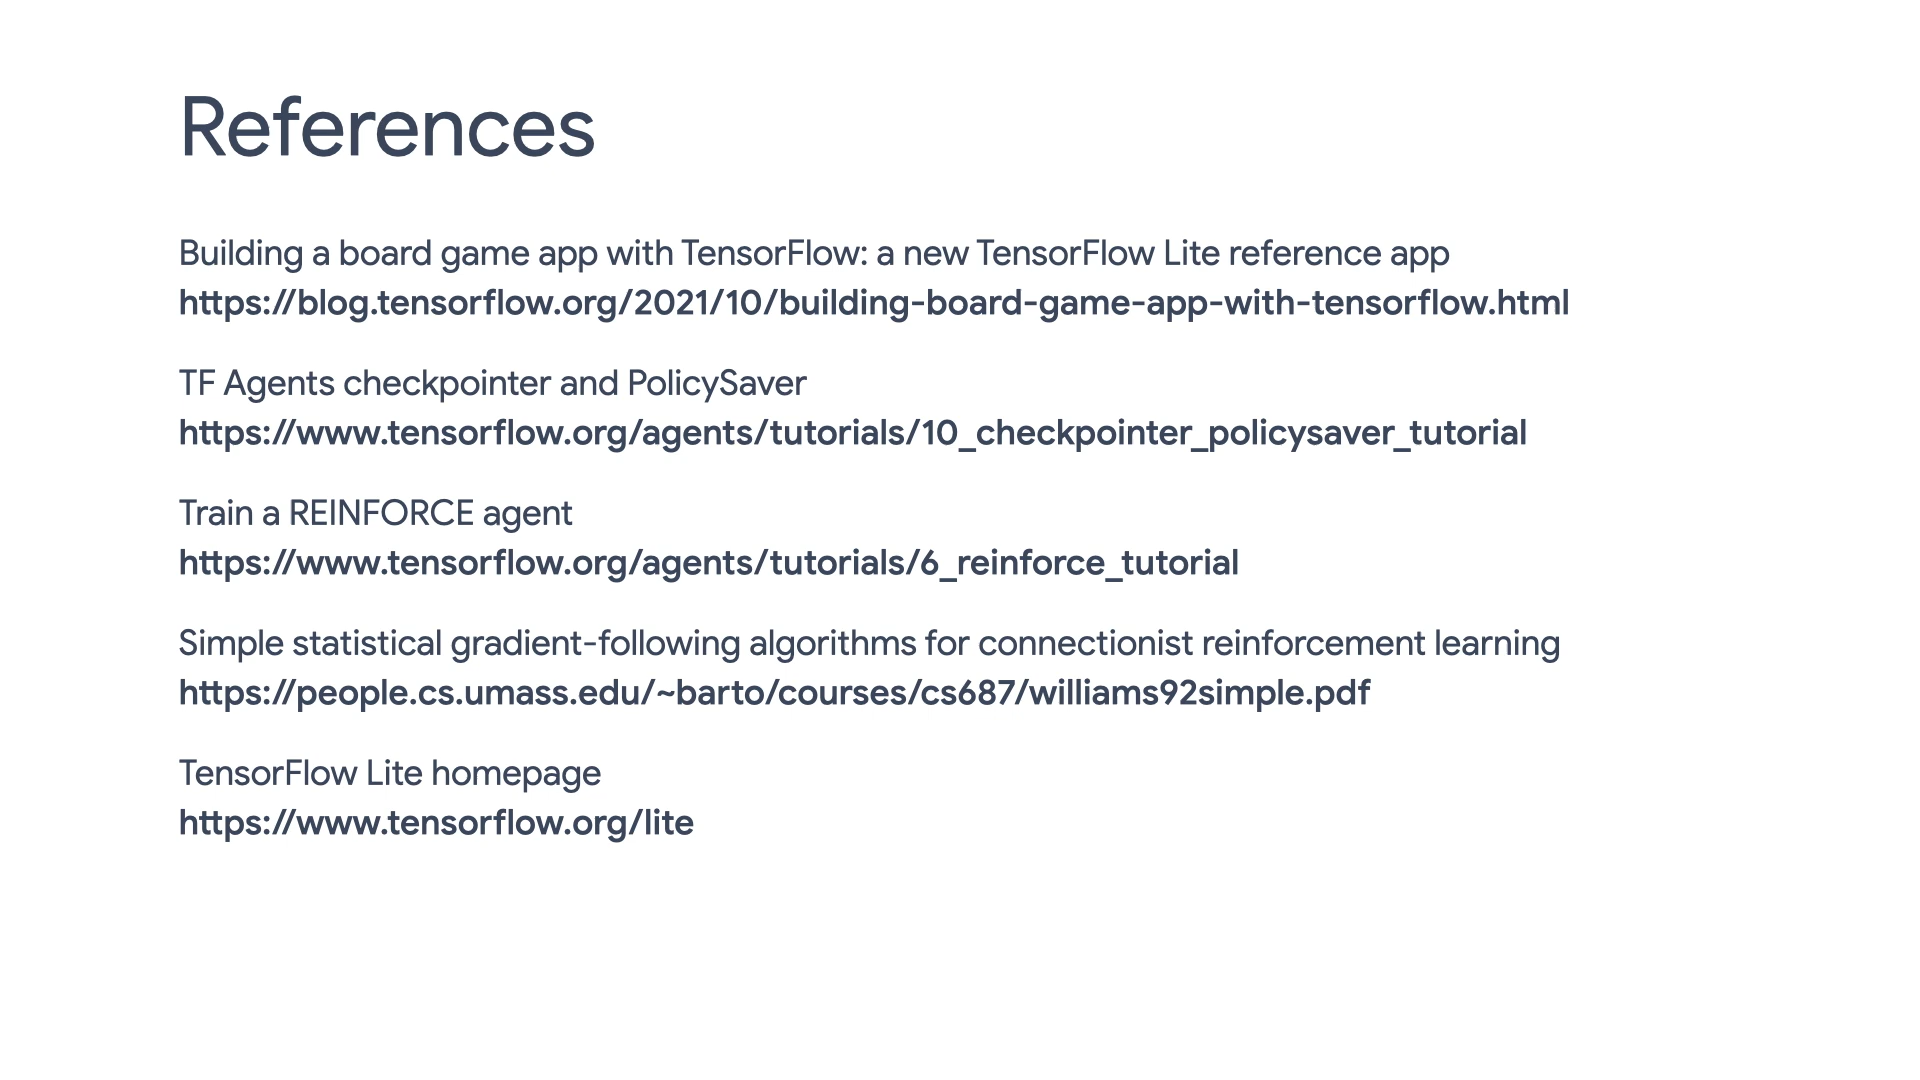 References
Building a board game app with TensorFlow: a new TensorFlow Lite reference app
https://blog.tensorflow.org/2021/10/building-board-game-app-with-tensorflow.html
TF Agents checkpointer and PolicySaver
https://www.tensorflow.org/agents/tutorials/10_checkpointer_policysaver_tutorial
Train a REINFORCE agent
https://www.tensorflow.org/agents/tutorials/6_reinforce_tutorial
Simple statistical gradient-following algorithms for connectionist reinforcement learning
https://people.cs.umass.edu/~barto/courses/cs687/williams92simple.pdf
TensorFlow Lite homepage
https://www.tensorflow.org/lite